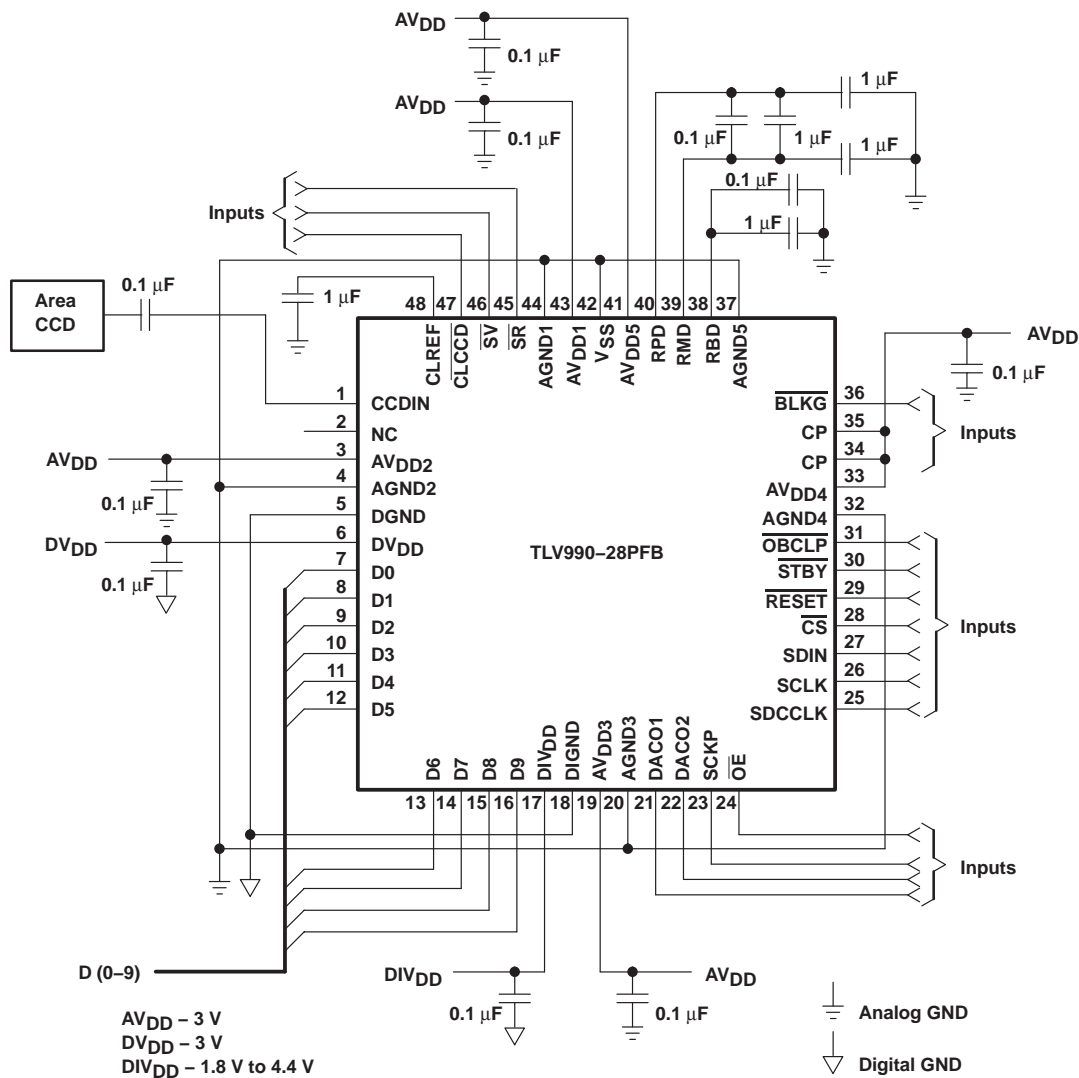 AVDD
0.1 µF
AVDD
0.1 µF
1 µF
0.1 µF
1 µF
1 µF
0.1 µF
1 µF
Inputs
Area
CCD
0.1 µF
1 µF
48 47 46 45 44 43 42 41 40 39 38 37
CLREF
CLCCD
SV
SR
AGND1
AVDD1
VSS
AVDD5
RPD
RMD
RBD
AGND5
AVDD
0.1 µF
1 CCDIN
2 NC
3 AVDD2
4 AGND2
5 DGND
6 DVDD
7 D0
8 D1
9 D2
10 D3
11 D4
12 D5
AVDD
0.1 µF
DVDD
0.1 µF
TLV990–28PFB
BLKG 36
CP 35
CP 34
AVDD4 33
AGND4 32
OBCLP 31
STBY 30
RESET 29
CS 28
SDIN 27
SCLK 26
SDCCLK 25
Inputs
Inputs
D6
D7
D8
D9
DIVDD
DIGND
AVDD3
AGND3
DACO1
DACO2
SCKP
OE
13 14 15 16 17 18 19 20 21 22 23 24
Inputs
D (0–9)
DIVDD
0.1 µF
AVDD
0.1 µF
AVDD – 3 V
DVDD – 3 V
DIVDD – 1.8 V to 4.4 V
Analog GND
Digital GND